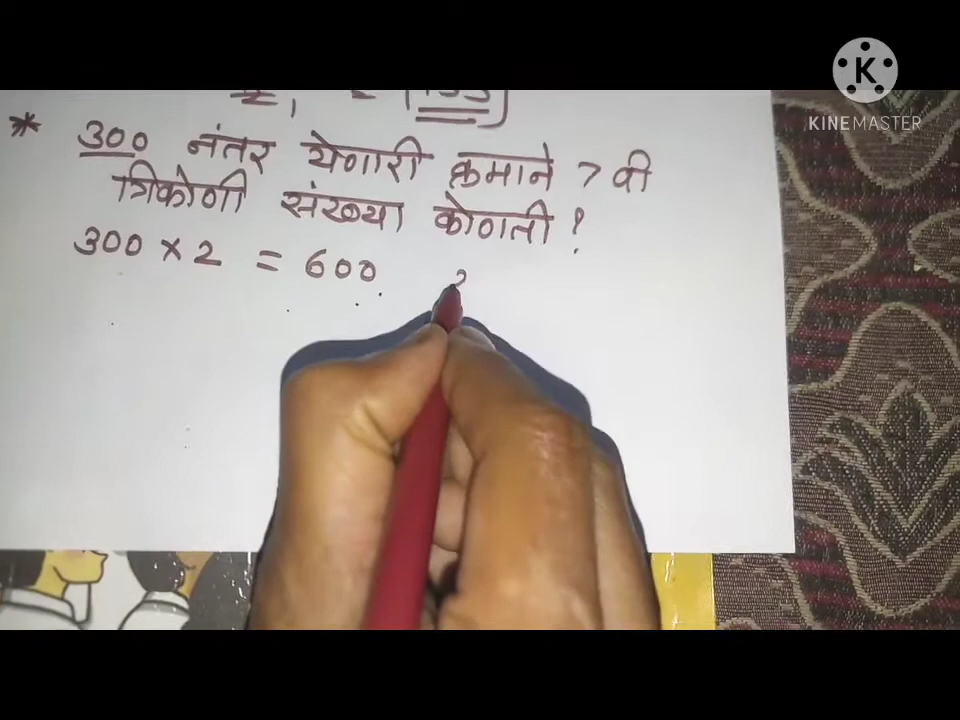 K
KINEMASTER
* 300 नंतर येणारी क्रमाने 7 वी
त्रिकोणी संख्या कोणती ?
300 × 2 = 600